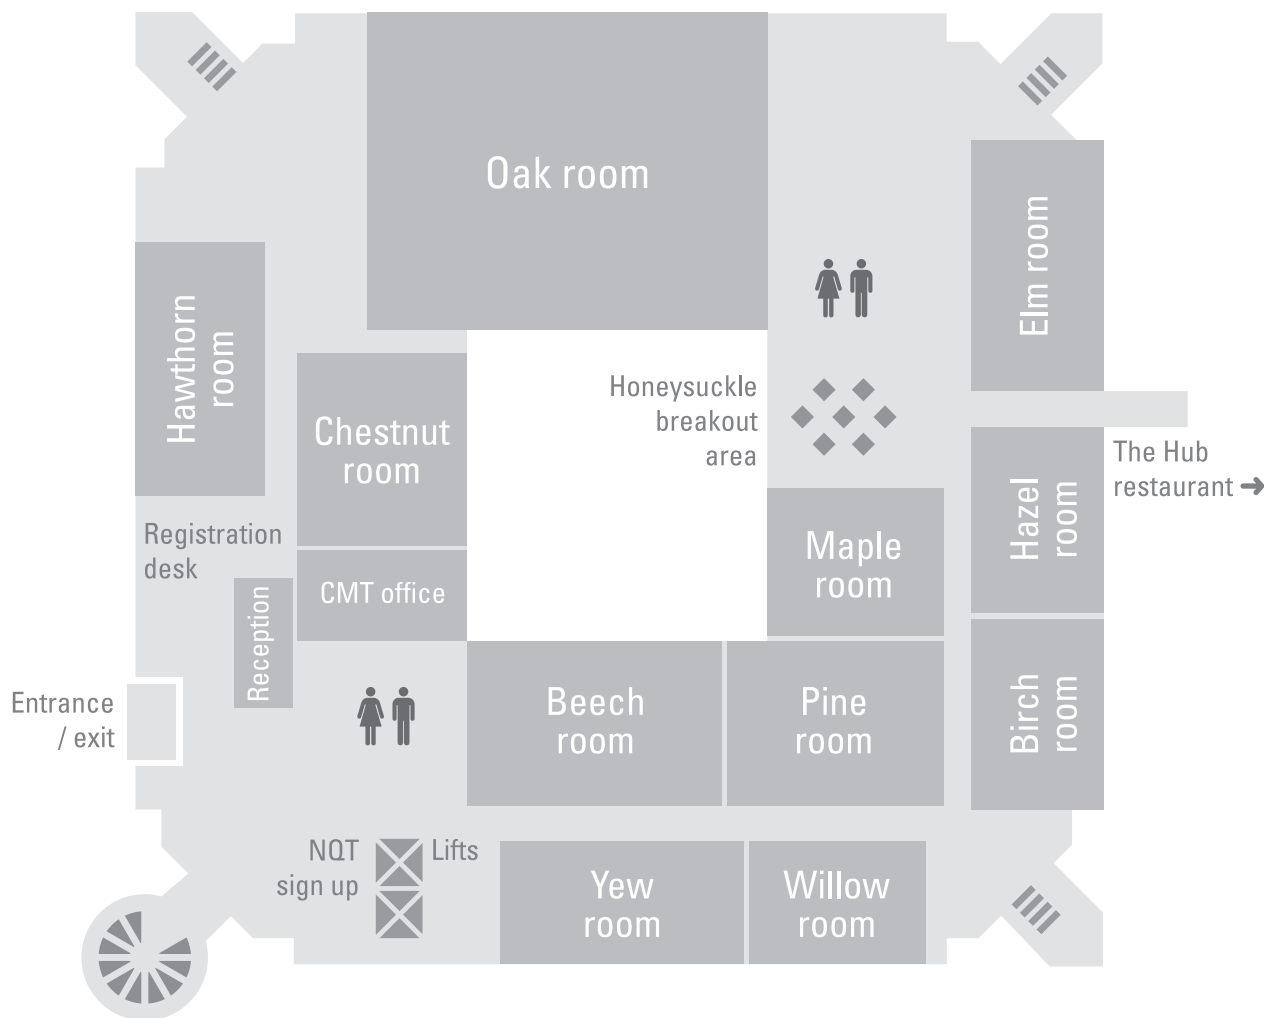 Oak room
Elm room
Hawthorn
room
Honeysuckle
breakout
area
Chestnut
room
The Hub
restaurant ➜
Hazel
room
Registration
desk
Maple
room
CMT office
Reception
Entrance
/ exit
Beech
room
Pine
room
Birch
room
NQT
sign up
Lifts
Yew
room
Willow
room